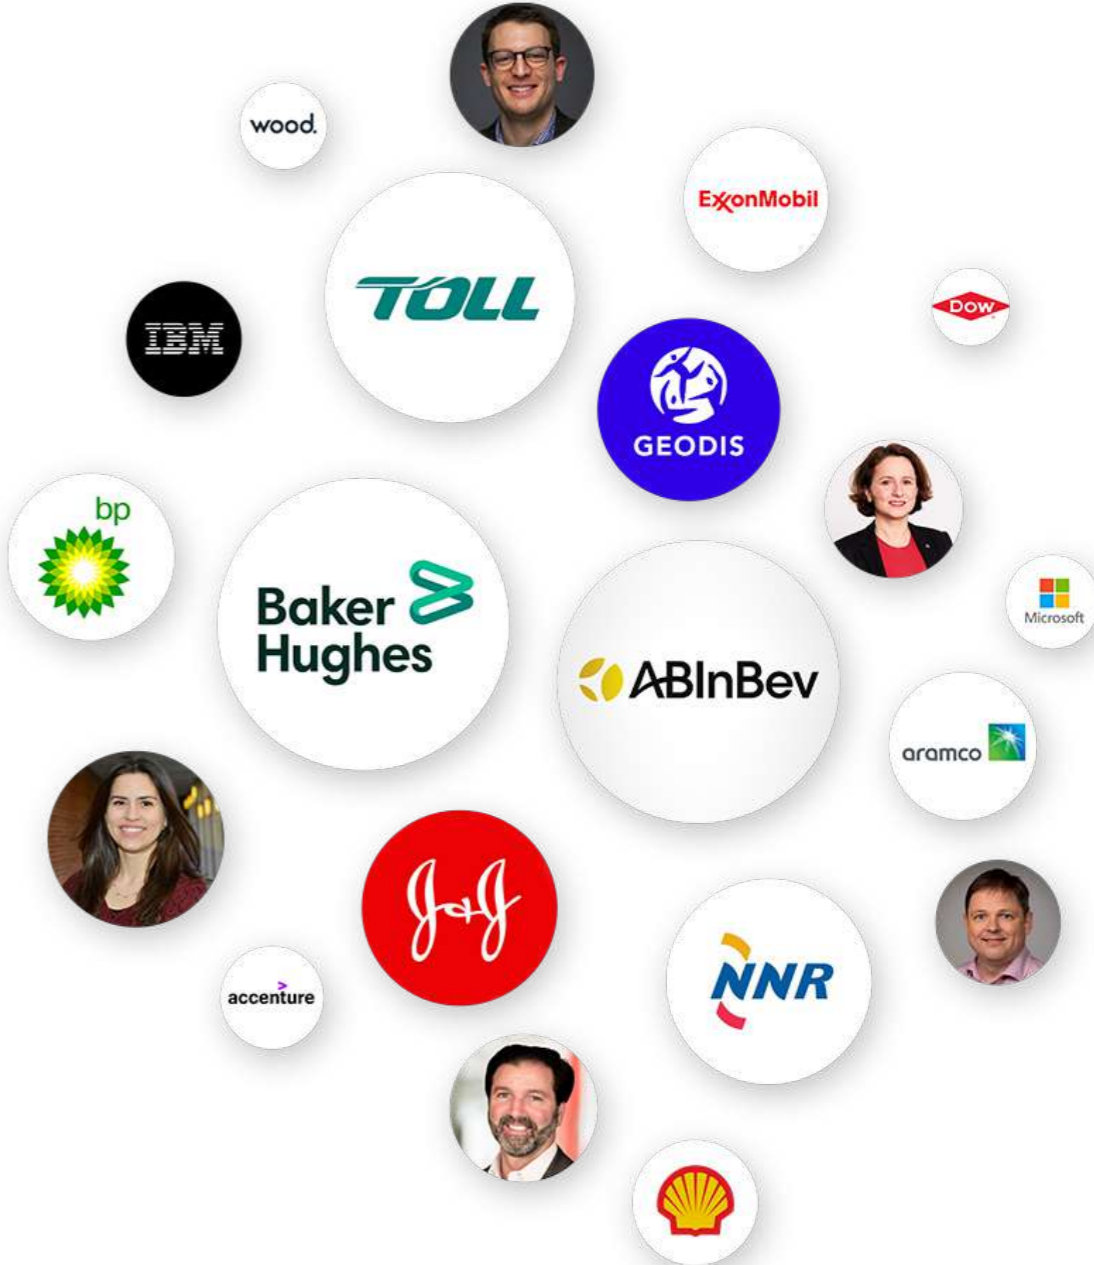 wood.
ExxonMobil
TOLL
Dow
IBM
GEODIS
bp
Baker
Hughes
Microsoft
ABInBev
aramco
J&J
NNR
accenture